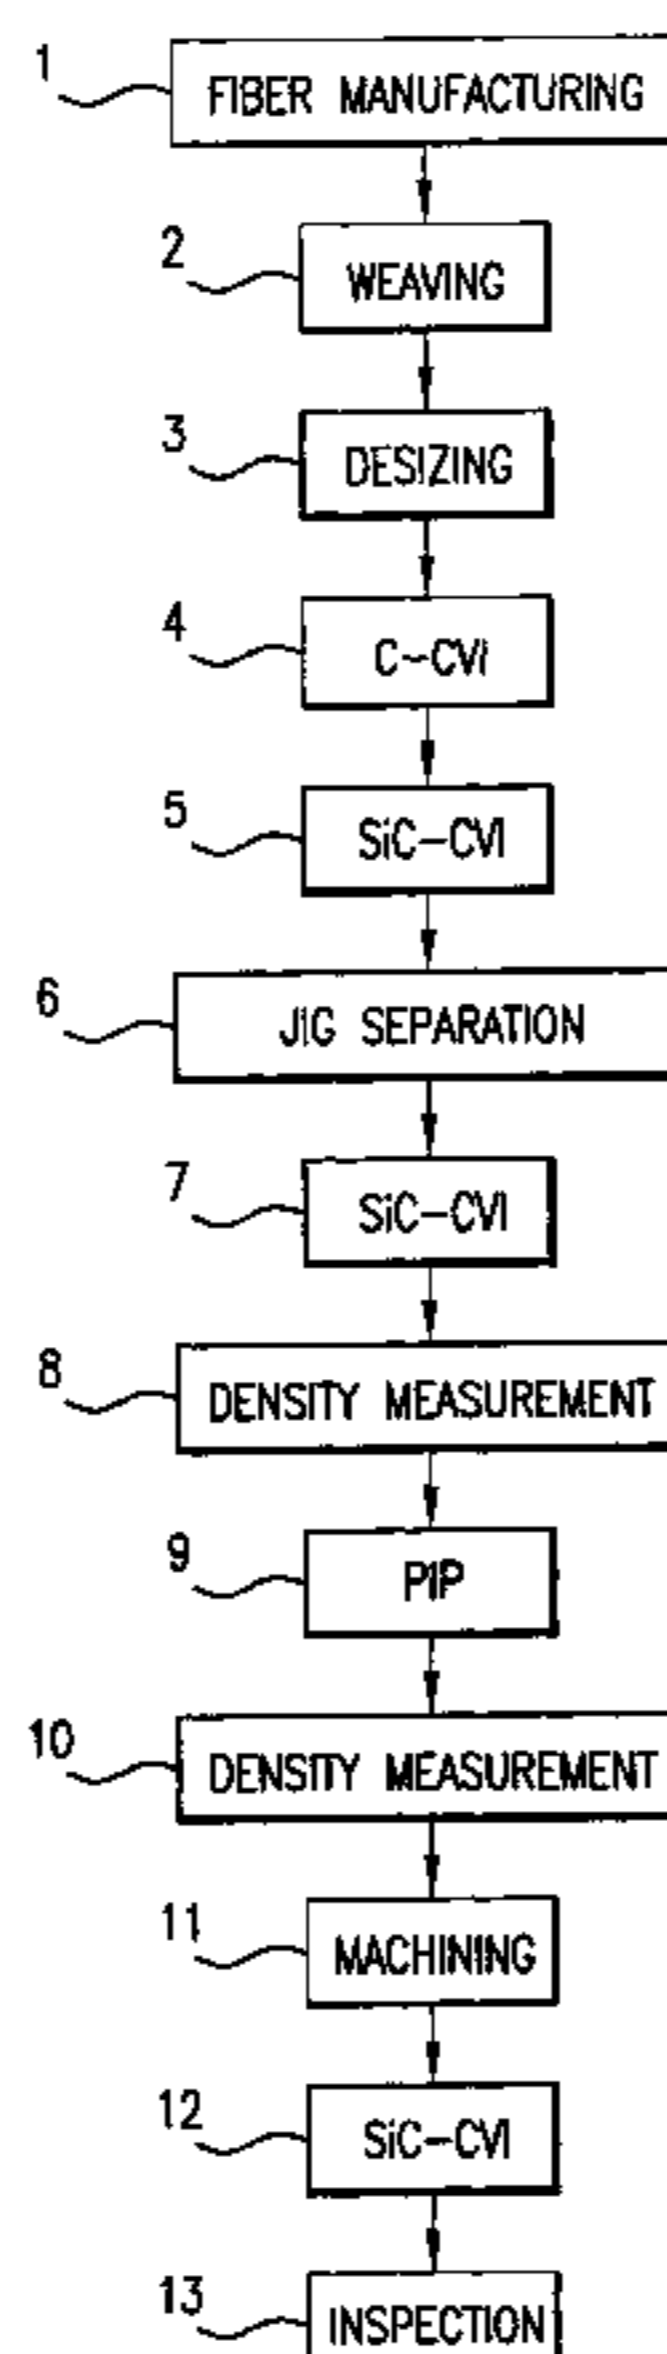 1
FIBER MANUFACTURING
2
WEAVING
3
DESIZING
4
C-CVI
5
SiC-CVI
6
JIG SEPARATION
7
SiC-CVI
8
DENSITY MEASUREMENT
9
PIP
10
DENSITY MEASUREMENT
11
MACHINING
12
SiC-CVI
13
INSPECTION